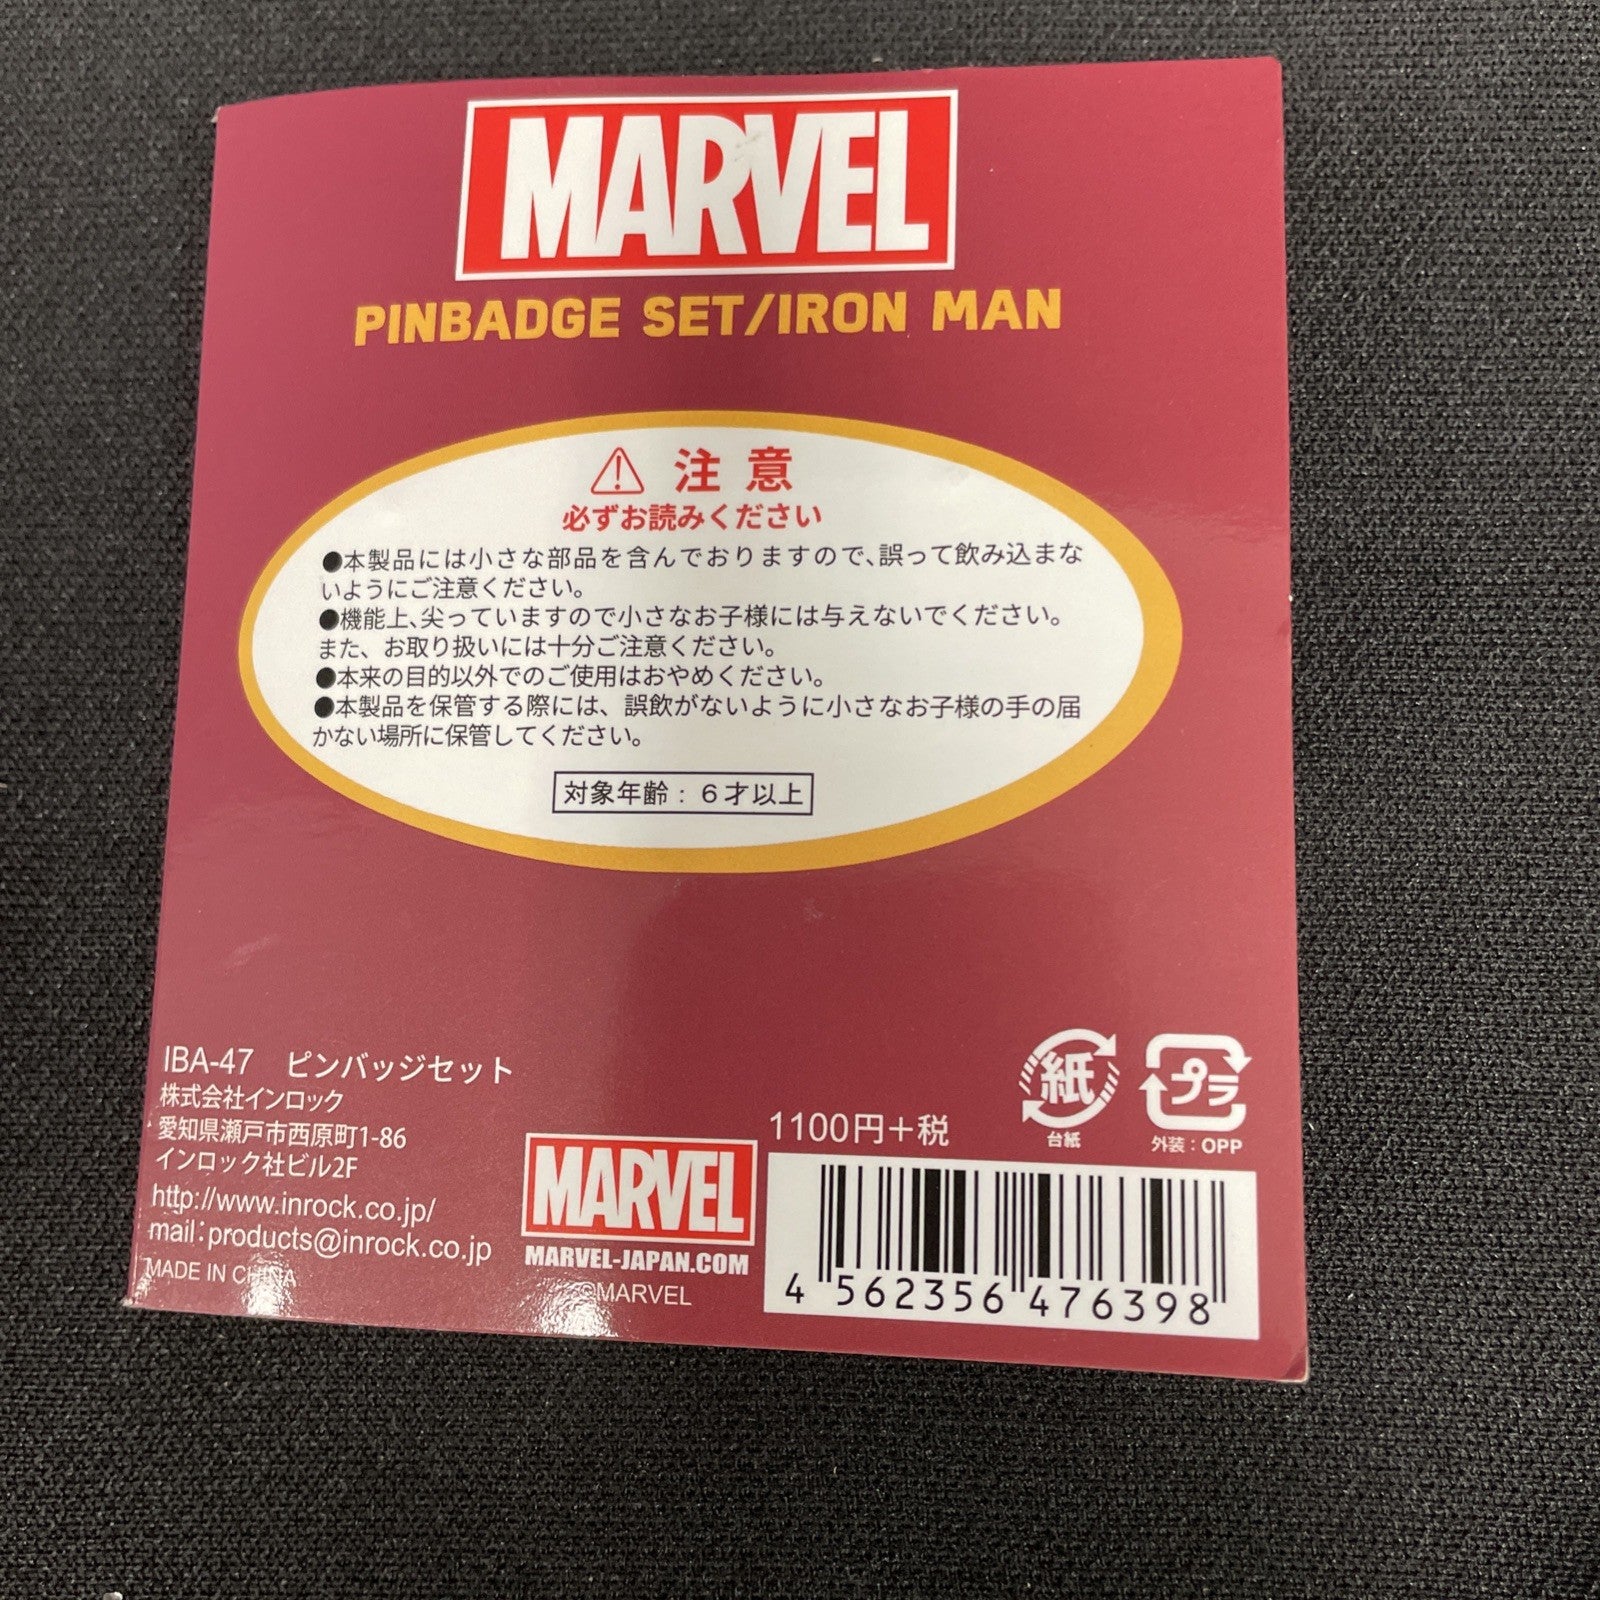 MARVEL
PINBADGE SET/IRON MAN
注意
必ずお読みください
●本製品には小さな部品を含んでおりますので、誤って飲み込まな
いようにご注意ください。
●機能上、尖っていますので小さなお子様には与えないでください。
また、お取り扱いには十分ご注意ください。
●本来の目的以外でのご使用はおやめください。
●本製品を保管する際には、誤飲がないように小さなお子様の手の届
かない場所に保管してください。
対象年齢：6才以上
IBA-47 ピンバッジセット
株式会社インロック
愛知県瀬戸市西原町1-86
インロック社ビル2F
http://www.inrock.co.jp/
mail：products@inrock.co.jp
MADE IN CHINA
MARVEL
MARVEL-JAPAN.COM
©MARVEL
1100円＋税
紙
台紙
プラ
外装：OPP
4 562356 476398